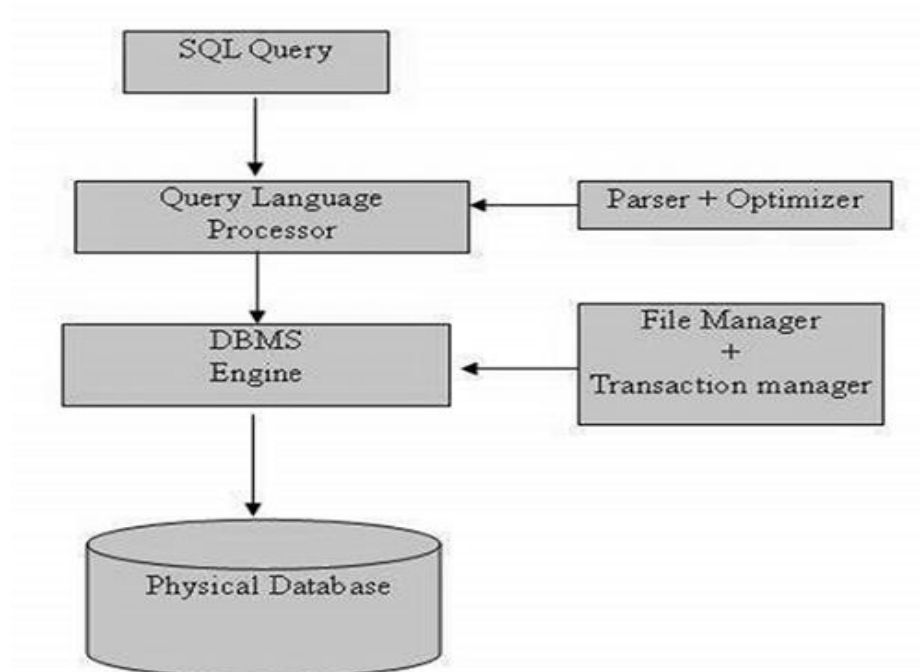 SQL Query
Query Language
Processor
Parser + Optimizer
DBMS
Engine
File Manager
+
Transaction manager
Physical Database